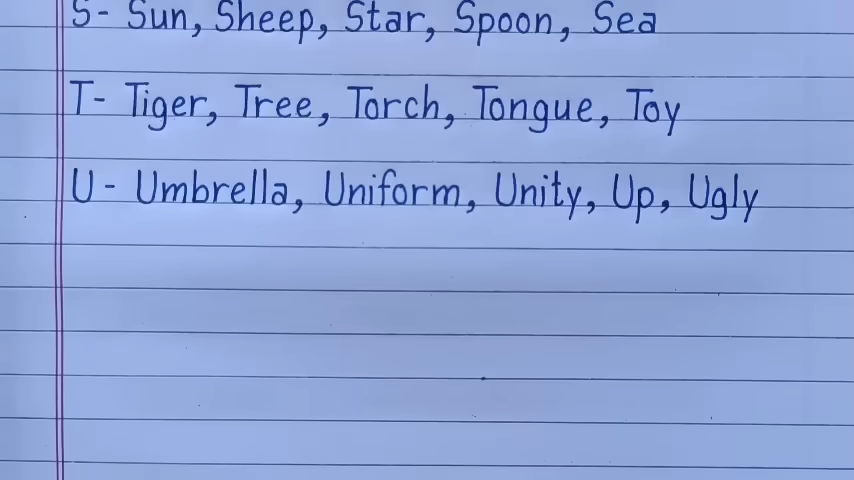 S- Sun, Sheep, Star, Spoon, Sea
T- Tiger, Tree, Torch, Tongue, Toy
U- Umbrella, Uniform, Unity, Up, Ugly